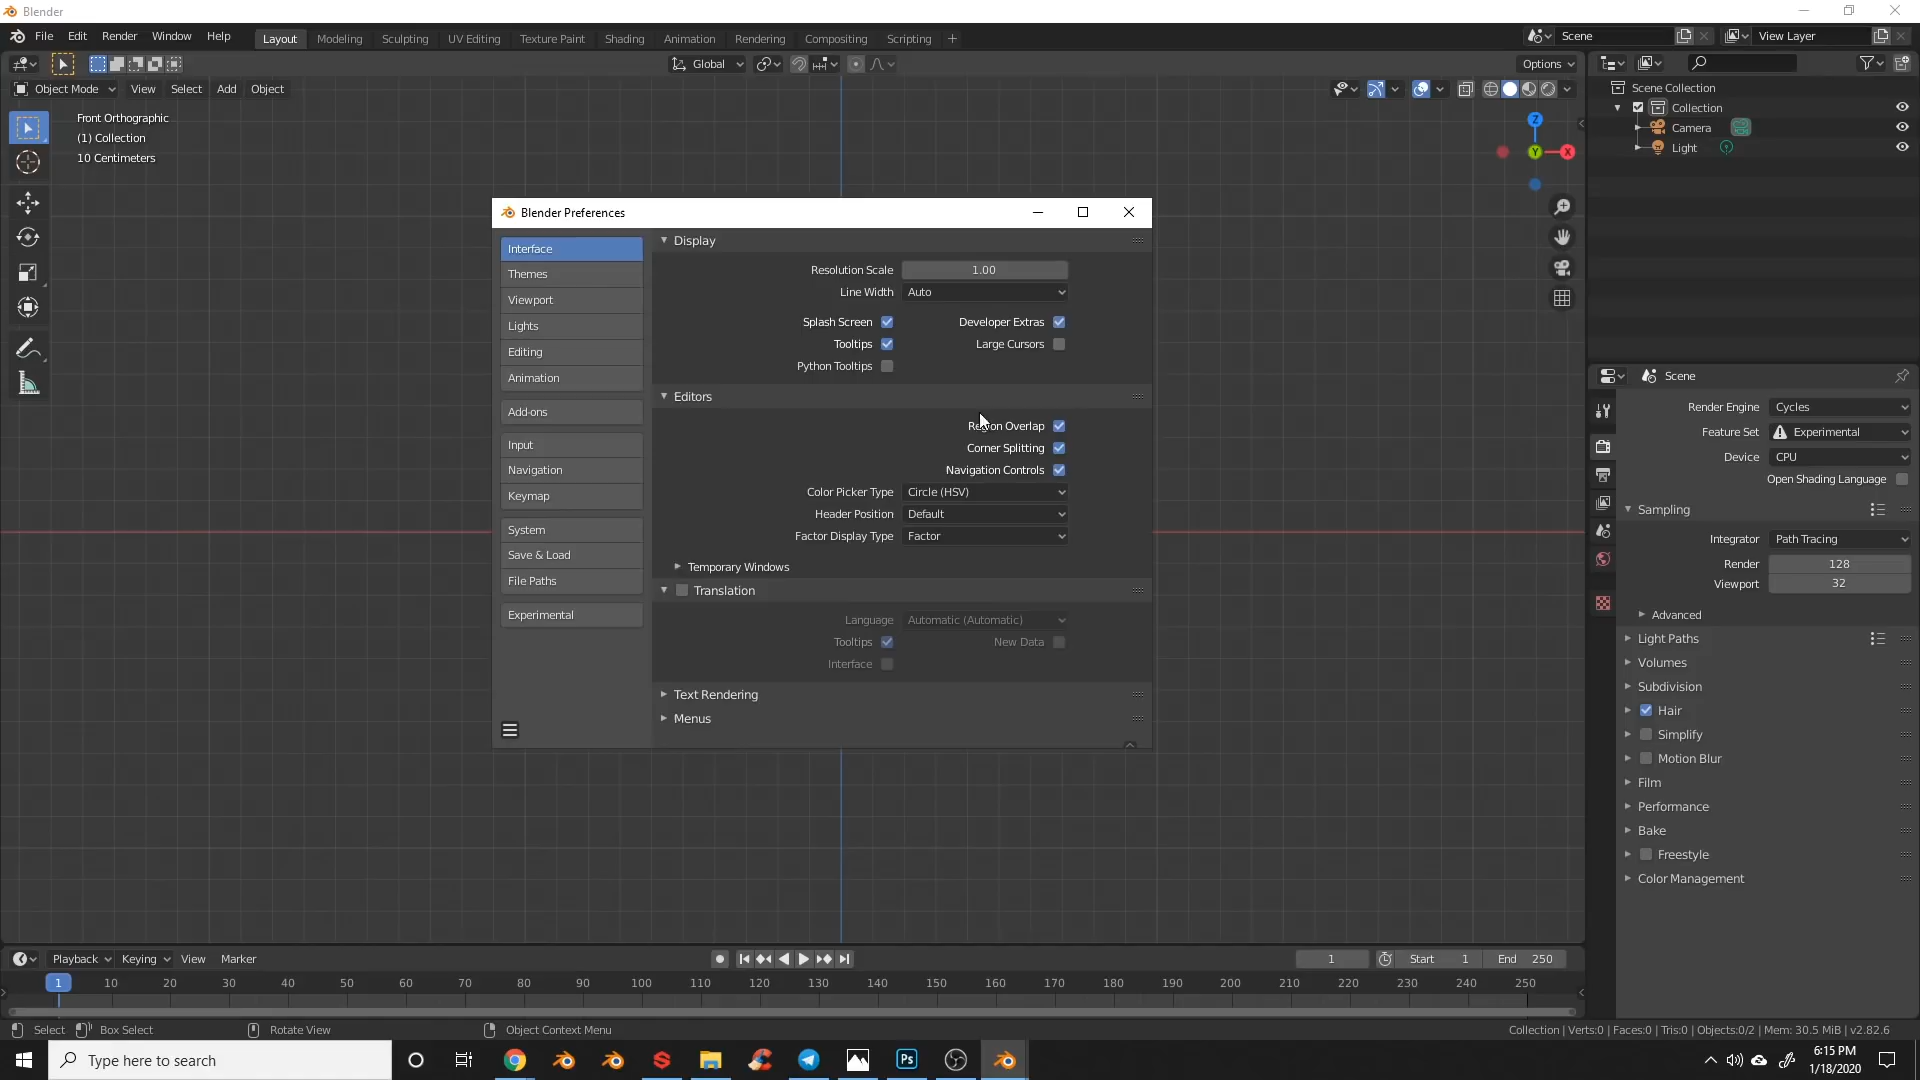 Blender
File Edit Render Window Help Layout Modeling Sculpting UV Editing Texture Paint Shading Animation Rendering Compositing Scripting + Scene View Layer
Global Options
Object Mode View Select Add Object
Front Orthographic
(1) Collection
10 Centimeters
Z
Y
X
Scene Collection
Collection
Camera
Light
Blender Preferences
Interface
Themes
Viewport
Lights
Editing
Animation
Add-ons
Input
Navigation
Keymap
System
Save & Load
File Paths
Experimental
Display
Resolution Scale 1.00
Line Width Auto
Splash Screen Developer Extras
Tooltips Large Cursors
Python Tooltips
Editors
Region Overlap
Corner Splitting
Navigation Controls
Color Picker Type Circle (HSV)
Header Position Default
Factor Display Type Factor
Temporary Windows
Translation
Language Automatic (Automatic)
Tooltips New Data
Interface
Text Rendering
Menus
Scene
Render Engine Cycles
Feature Set Experimental
Device CPU
Open Shading Language
Sampling
Integrator Path Tracing
Render 128
Viewport 32
Advanced
Light Paths
Volumes
Subdivision
Hair
Simplify
Motion Blur
Film
Performance
Bake
Freestyle
Color Management
Playback Keying View Marker 1 Start 1 End 250
1 10 20 30 40 50 60 70 80 90 100 110 120 130 140 150 160 170 180 190 200 210 220 230 240 250
Select Box Select Rotate View Object Context Menu Collection | Verts:0 | Faces:0 | Tris:0 | Objects:0/2 | Mem: 30.5 MiB | v2.82.6
Type here to search Ps 6:15 PM
1/18/2020